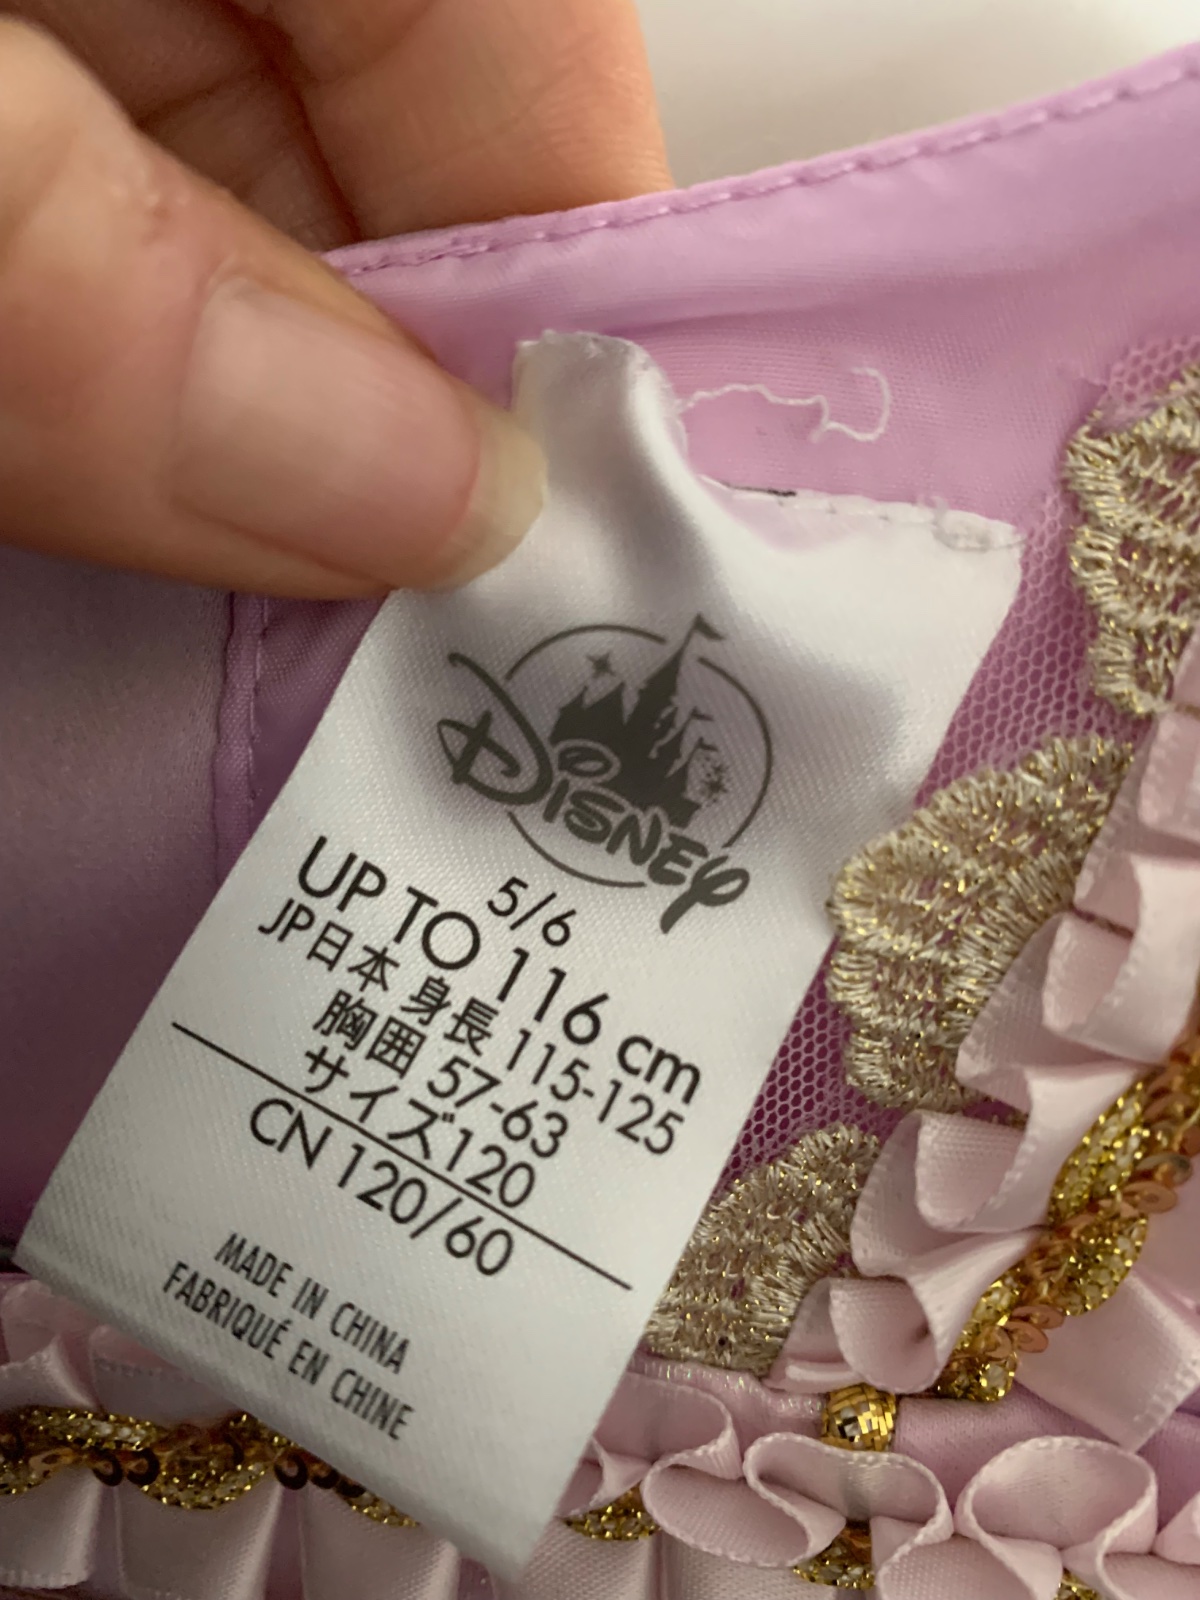 Disney
5/6
UP TO 116 cm
JP日本 身長 115-125
胸囲 57-63
サイズ120
CN 120/60
MADE IN CHINA
FABRIQUÉ EN CHINE